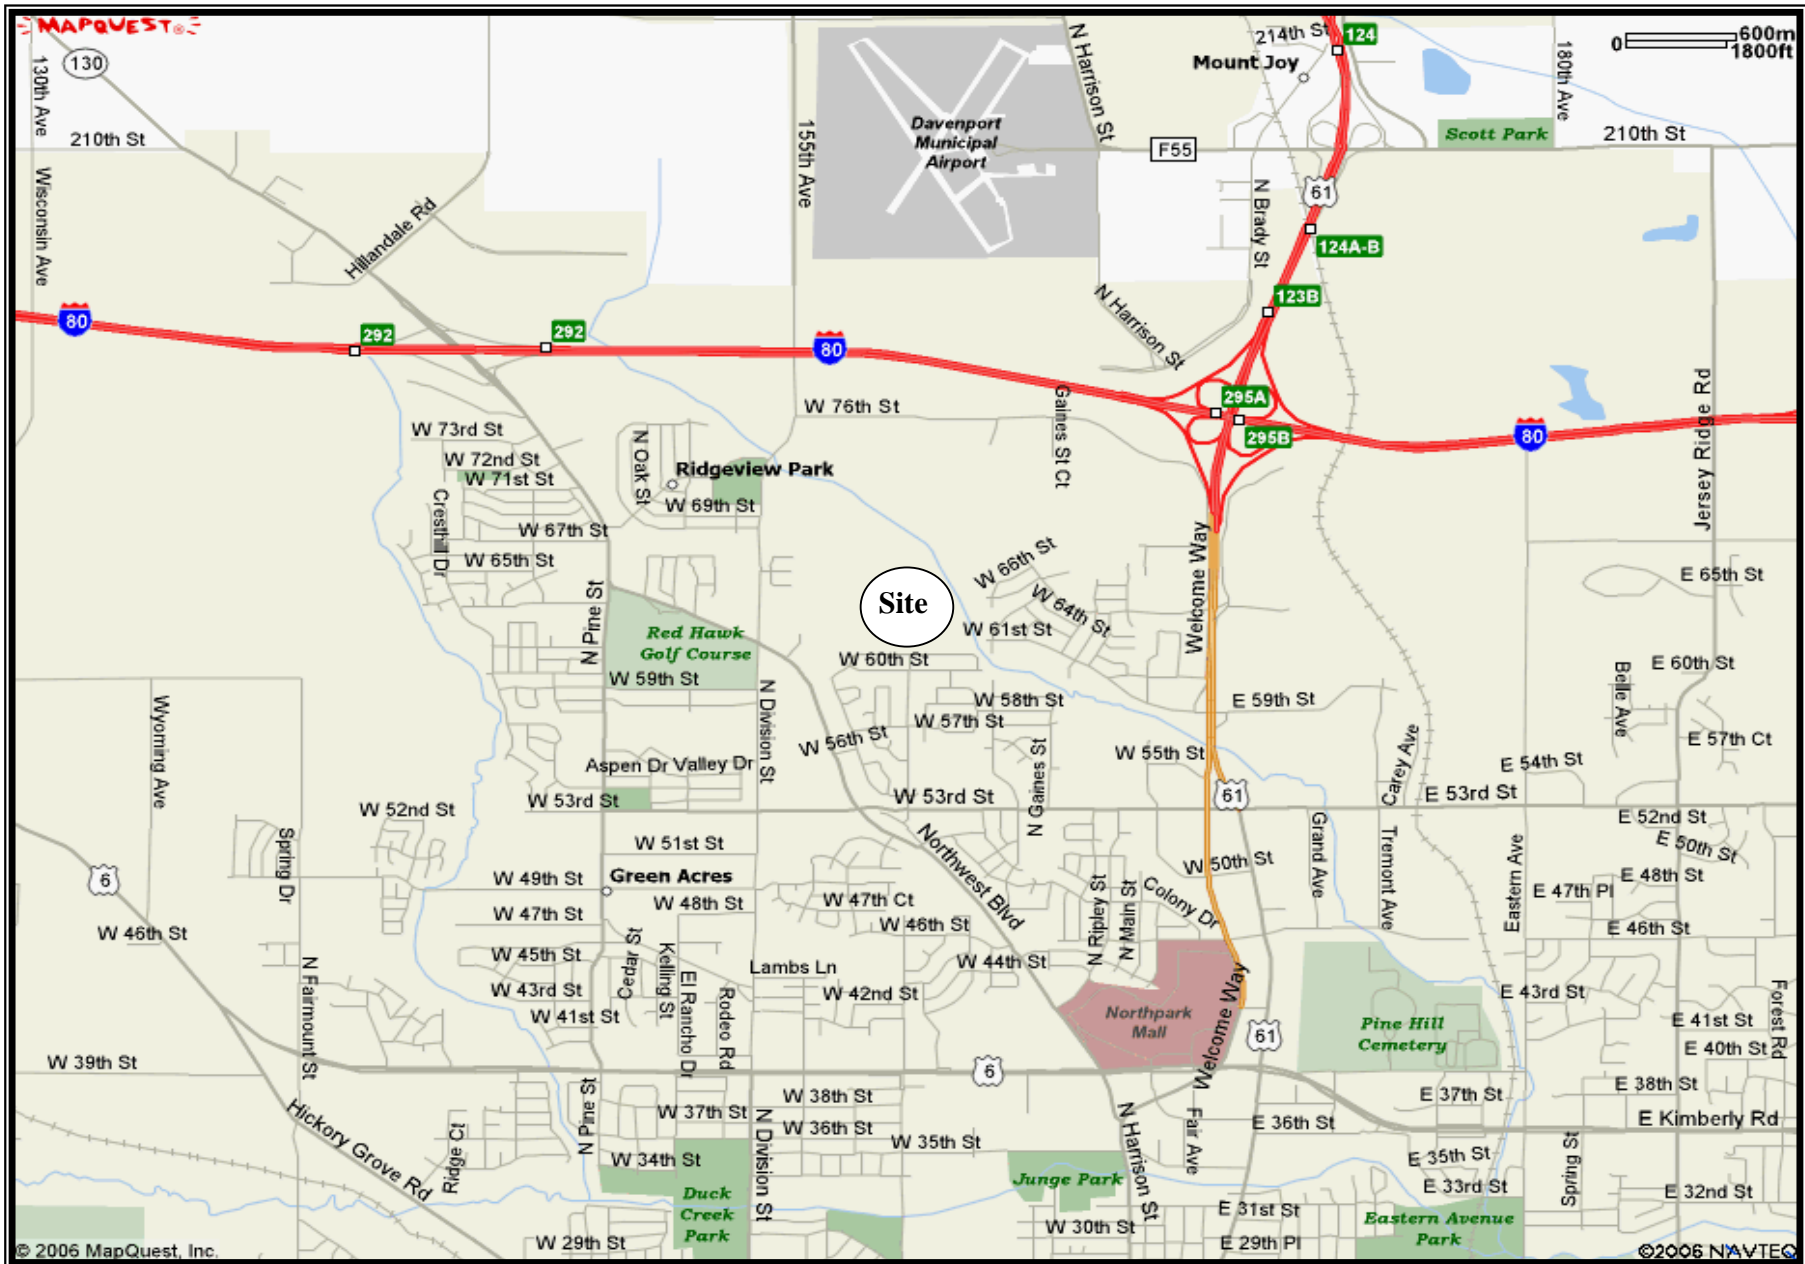 MAPQUEST
130
130th Ave
210th St
Wisconsin Ave
Hillandale Rd
155th Ave
Davenport
Municipal
Airport
N Harrison St
214th St
124
Mount Joy
180th Ave
0
600m
1800ft
F55
Scott Park
210th St
61
N Brady St
124A-B
123B
N Harrison St
80
292
292
80
295A
295B
80
Jersey Ridge Rd
W 76th St
Gaines St Ct
W 73rd St
W 72nd St
W 71st St
N Oak St
Ridgeview Park
W 69th St
Cresthill Dr
W 67th St
W 65th St
N Pine St
Site
W 66th St
W 64th St
W 61st St
Welcome Way
E 65th St
Red Hawk
Golf Course
W 60th St
W 59th St
W 58th St
W 57th St
W 56th St
E 59th St
E 60th St
Belle Ave
E 57th Ct
Wyoming Ave
N Division St
Aspen Dr
Valley Dr
W 55th St
N Gaines St
Carey Ave
E 54th St
W 53rd St
W 53rd St
61
E 53rd St
W 52nd St
E 52nd St
E 50th St
Spring Dr
W 51st St
Northwest Blvd
W 50th St
Grand Ave
Tremont Ave
Eastern Ave
6
W 49th St
Green Acres
W 48th St
W 47th Ct
N Ripley St
N Main St
Colony Dr
E 48th St
E 47th Pl
W 47th St
W 46th St
W 46th St
E 46th St
N Fairmount St
W 45th St
Cepar St
Kelling St
El Rancho Dr
Rodeo Rd
Lambs Ln
W 44th St
W 43rd St
W 42nd St
W 41st St
Northpark
Mall
Welcome Way
61
Pine Hill
Cemetery
E 43rd St
E 41st St
E 40th St
Forest Rd
W 39th St
6
E 38th St
Hickory Grove Rd
Ridge Ct
N Pine St
W 38th St
W 37th St
W 36th St
N Division St
W 35th St
W 34th St
N Harrison St
Fair Ave
E 37th St
E 36th St
E Kimberly Rd
E 35th St
Spring St
E 33rd St
E 32nd St
Duck
Creek
Park
Junge Park
W 30th St
E 31st St
E 29th Pl
Eastern Avenue
Park
W 29th St
© 2006 MapQuest, Inc.
©2006 NAVTEQ